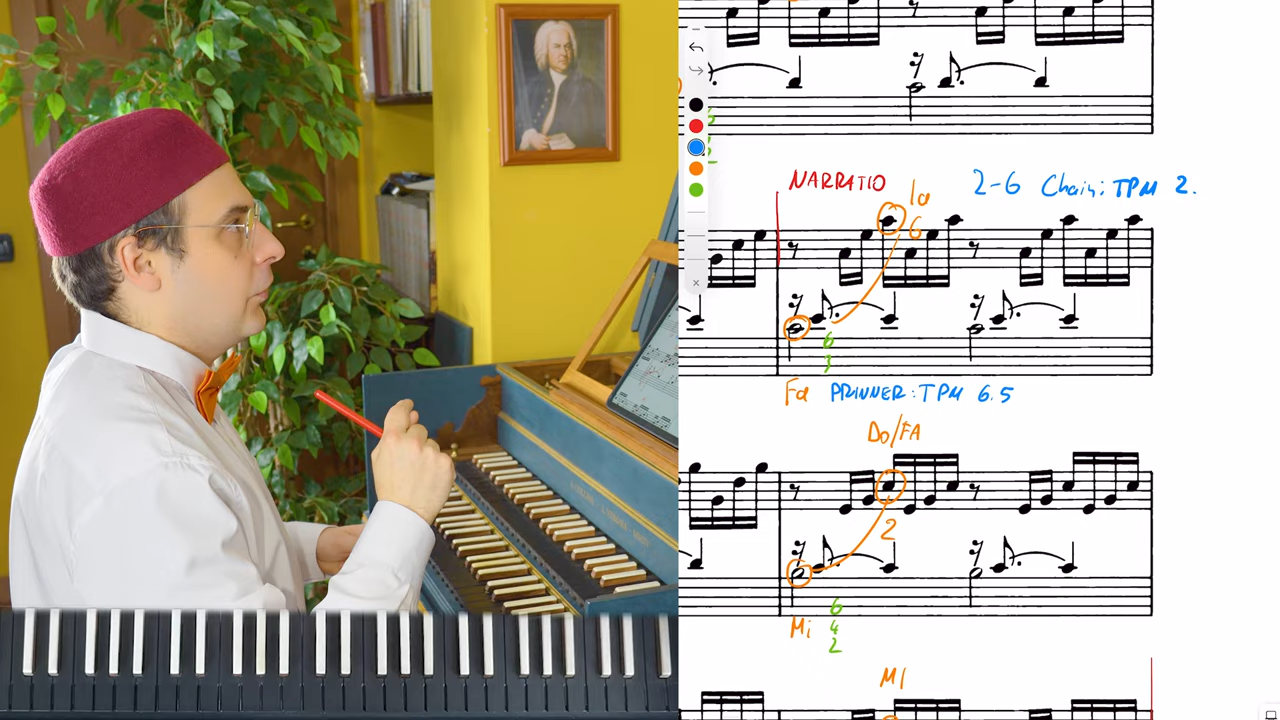 NARRATIO
la
6
2-6 Chain: TPM 2.
6
3
Fa PRINNER: TPM 6.5
Do/FA
2
Mi
6
4
2
MI